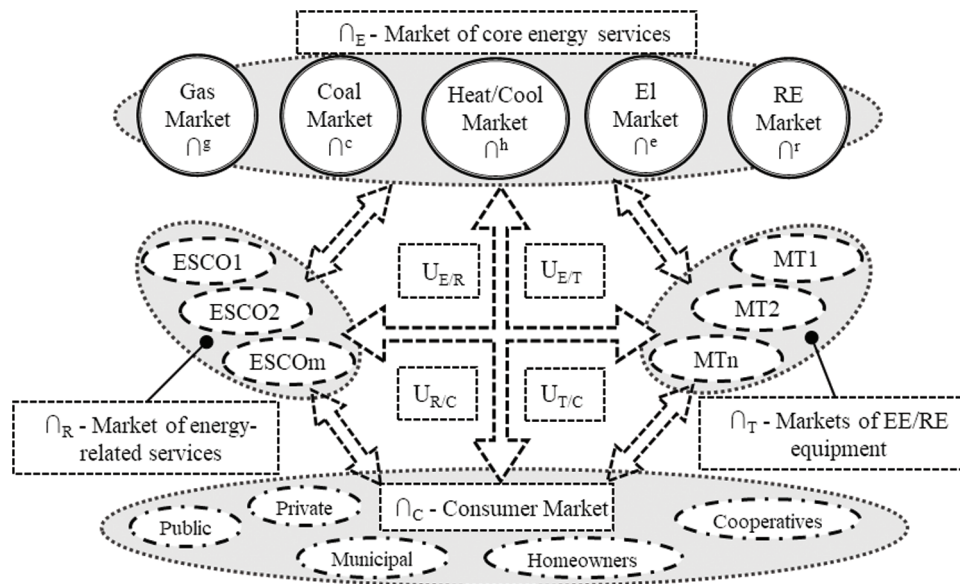 ∩E - Market of core energy services
Gas
Market
∩g
Coal
Market
∩c
Heat/Cool
Market
∩h
El
Market
∩e
RE
Market
∩r
ESCO1
ESCO2
ESCOm
UE/R
UE/T
UR/C
UT/C
MT1
MT2
MTn
∩R - Market of energy-
related services
∩T - Markets of EE/RE
equipment
∩C - Consumer Market
Public
Private
Municipal
Homeowners
Cooperatives